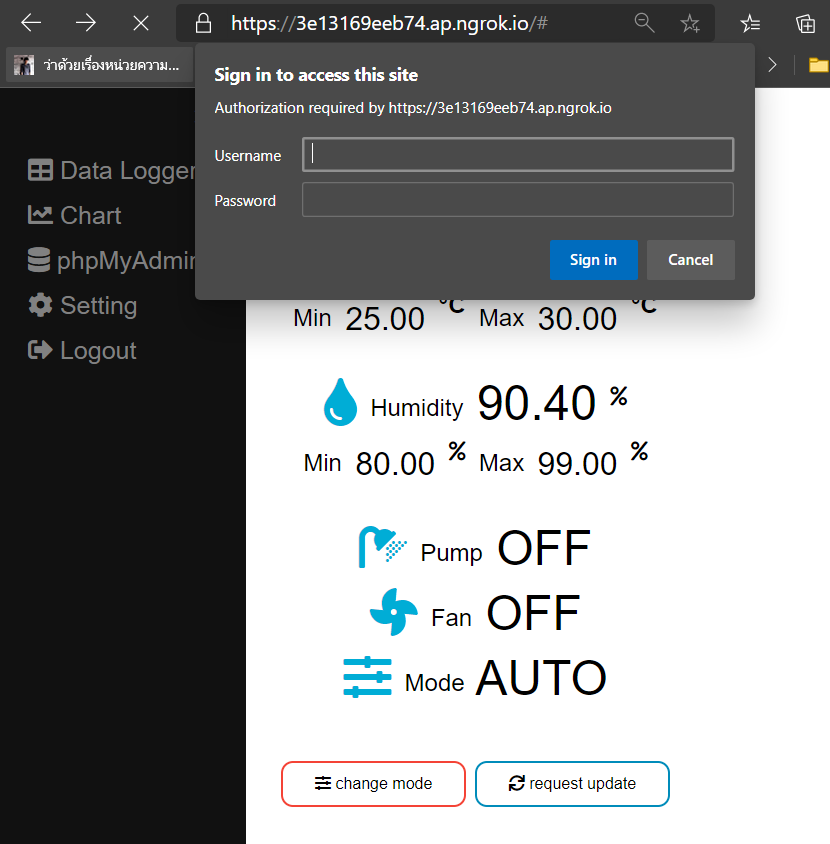 https://3e13169eeb74.ap.ngrok.io/#
ว่าด้วยเรื่องหน่วยความ...
Sign in to access this site
Authorization required by https://3e13169eeb74.ap.ngrok.io
Username
Password
Sign in Cancel
Data Logger
Chart
phpMyAdmin
Setting
Logout
Min 25.00 °C Max 30.00 °C
Humidity 90.40 %
Min 80.00 % Max 99.00 %
Pump OFF
Fan OFF
Mode AUTO
change mode request update